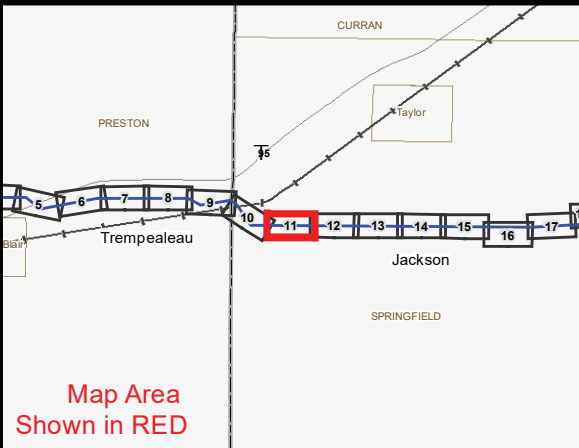 CURRAN
Taylor
PRESTON
95
5
6
7
8
9
10
11
12
13
14
15
16
17
Blair
Trempealeau
Jackson
SPRINGFIELD
Map Area
Shown in RED